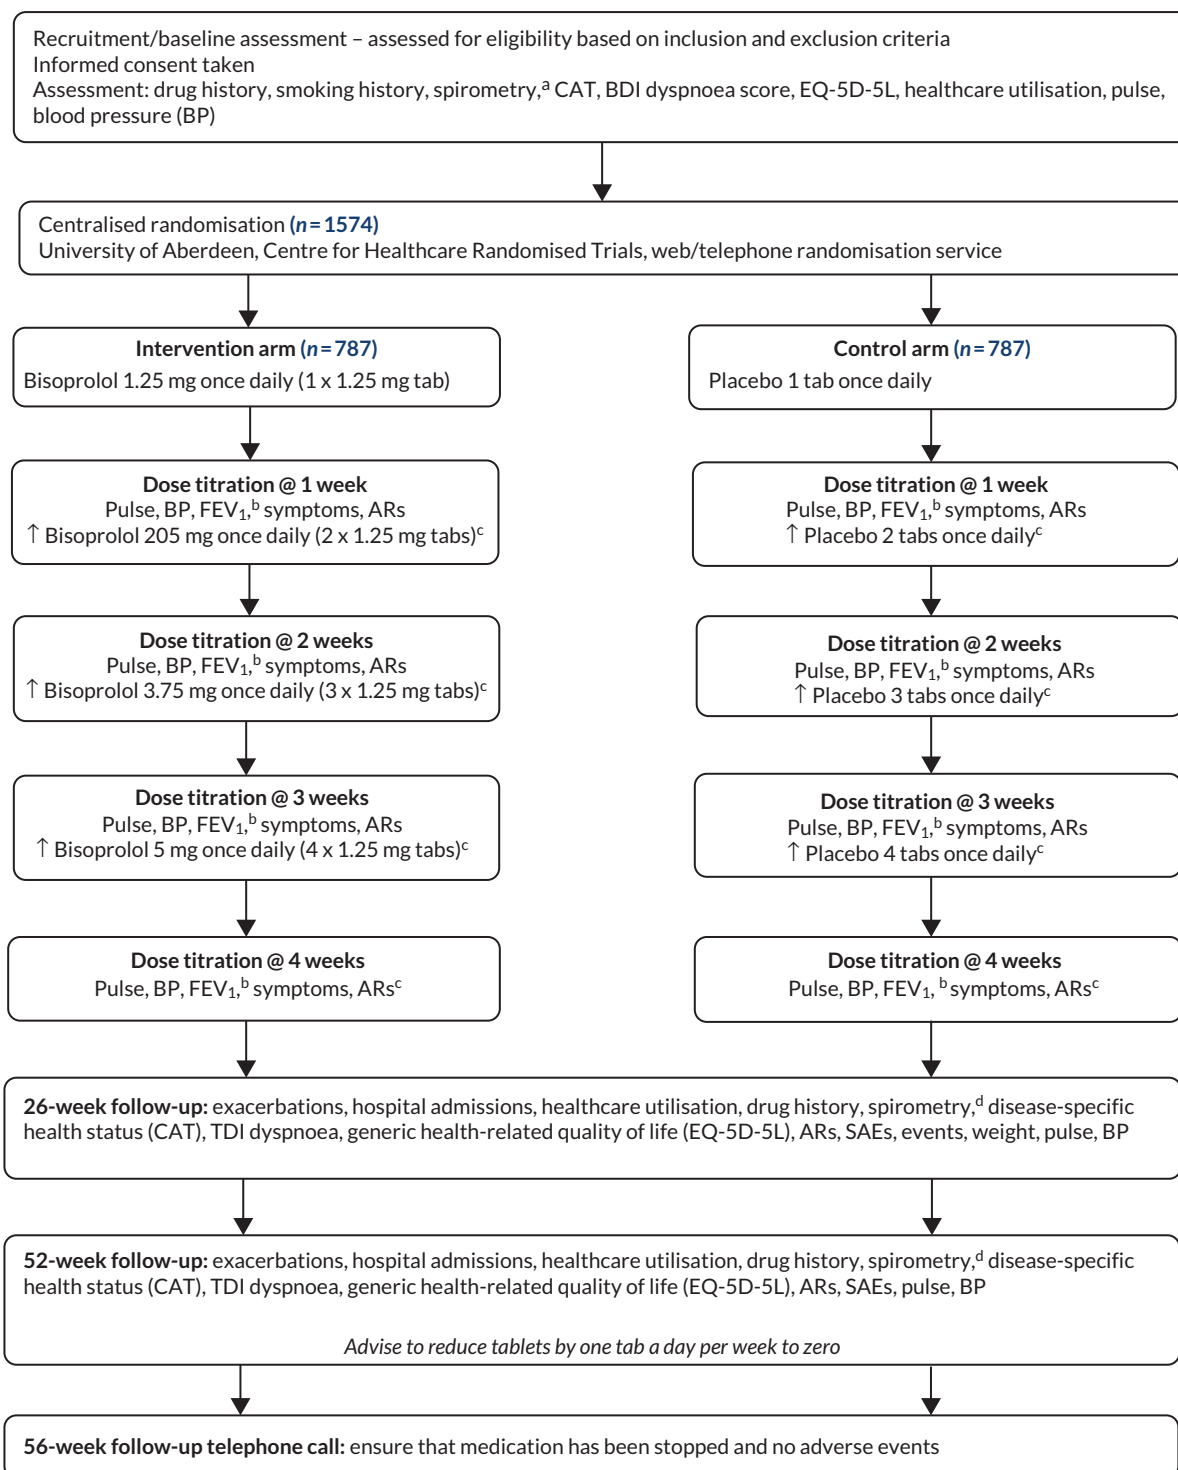 Recruitment/baseline assessment – assessed for eligibility based on inclusion and exclusion criteria
Informed consent taken
Assessment: drug history, smoking history, spirometry,ᵃ CAT, BDI dyspnoea score, EQ-5D-5L, healthcare utilisation, pulse,
blood pressure (BP)
Centralised randomisation (n=1574)
University of Aberdeen, Centre for Healthcare Randomised Trials, web/telephone randomisation service
Intervention arm (n=787)
Bisoprolol 1.25 mg once daily (1 x 1.25 mg tab)
Control arm (n=787)
Placebo 1 tab once daily
Dose titration @ 1 week
Pulse, BP, FEV₁,ᵇ symptoms, ARs
↑ Bisoprolol 205 mg once daily (2 x 1.25 mg tabs)ᶜ
Dose titration @ 1 week
Pulse, BP, FEV₁,ᵇ symptoms, ARs
↑ Placebo 2 tabs once dailyᶜ
Dose titration @ 2 weeks
Pulse, BP, FEV₁,ᵇ symptoms, ARs
↑ Bisoprolol 3.75 mg once daily (3 x 1.25 mg tabs)ᶜ
Dose titration @ 2 weeks
Pulse, BP, FEV₁,ᵇ symptoms, ARs
↑ Placebo 3 tabs once dailyᶜ
Dose titration @ 3 weeks
Pulse, BP, FEV₁,ᵇ symptoms, ARs
↑ Bisoprolol 5 mg once daily (4 x 1.25 mg tabs)ᶜ
Dose titration @ 3 weeks
Pulse, BP, FEV₁,ᵇ symptoms, ARs
↑ Placebo 4 tabs once dailyᶜ
Dose titration @ 4 weeks
Pulse, BP, FEV₁,ᵇ symptoms, ARsᶜ
Dose titration @ 4 weeks
Pulse, BP, FEV₁, ᵇ symptoms, ARsᶜ
26-week follow-up: exacerbations, hospital admissions, healthcare utilisation, drug history, spirometry,ᵈ disease-specific
health status (CAT), TDI dyspnoea, generic health-related quality of life (EQ-5D-5L), ARs, SAEs, events, weight, pulse, BP
52-week follow-up: exacerbations, hospital admissions, healthcare utilisation, drug history, spirometry,ᵈ disease-specific
health status (CAT), TDI dyspnoea, generic health-related quality of life (EQ-5D-5L), ARs, SAEs, pulse, BP
Advise to reduce tablets by one tab a day per week to zero
56-week follow-up telephone call: ensure that medication has been stopped and no adverse events